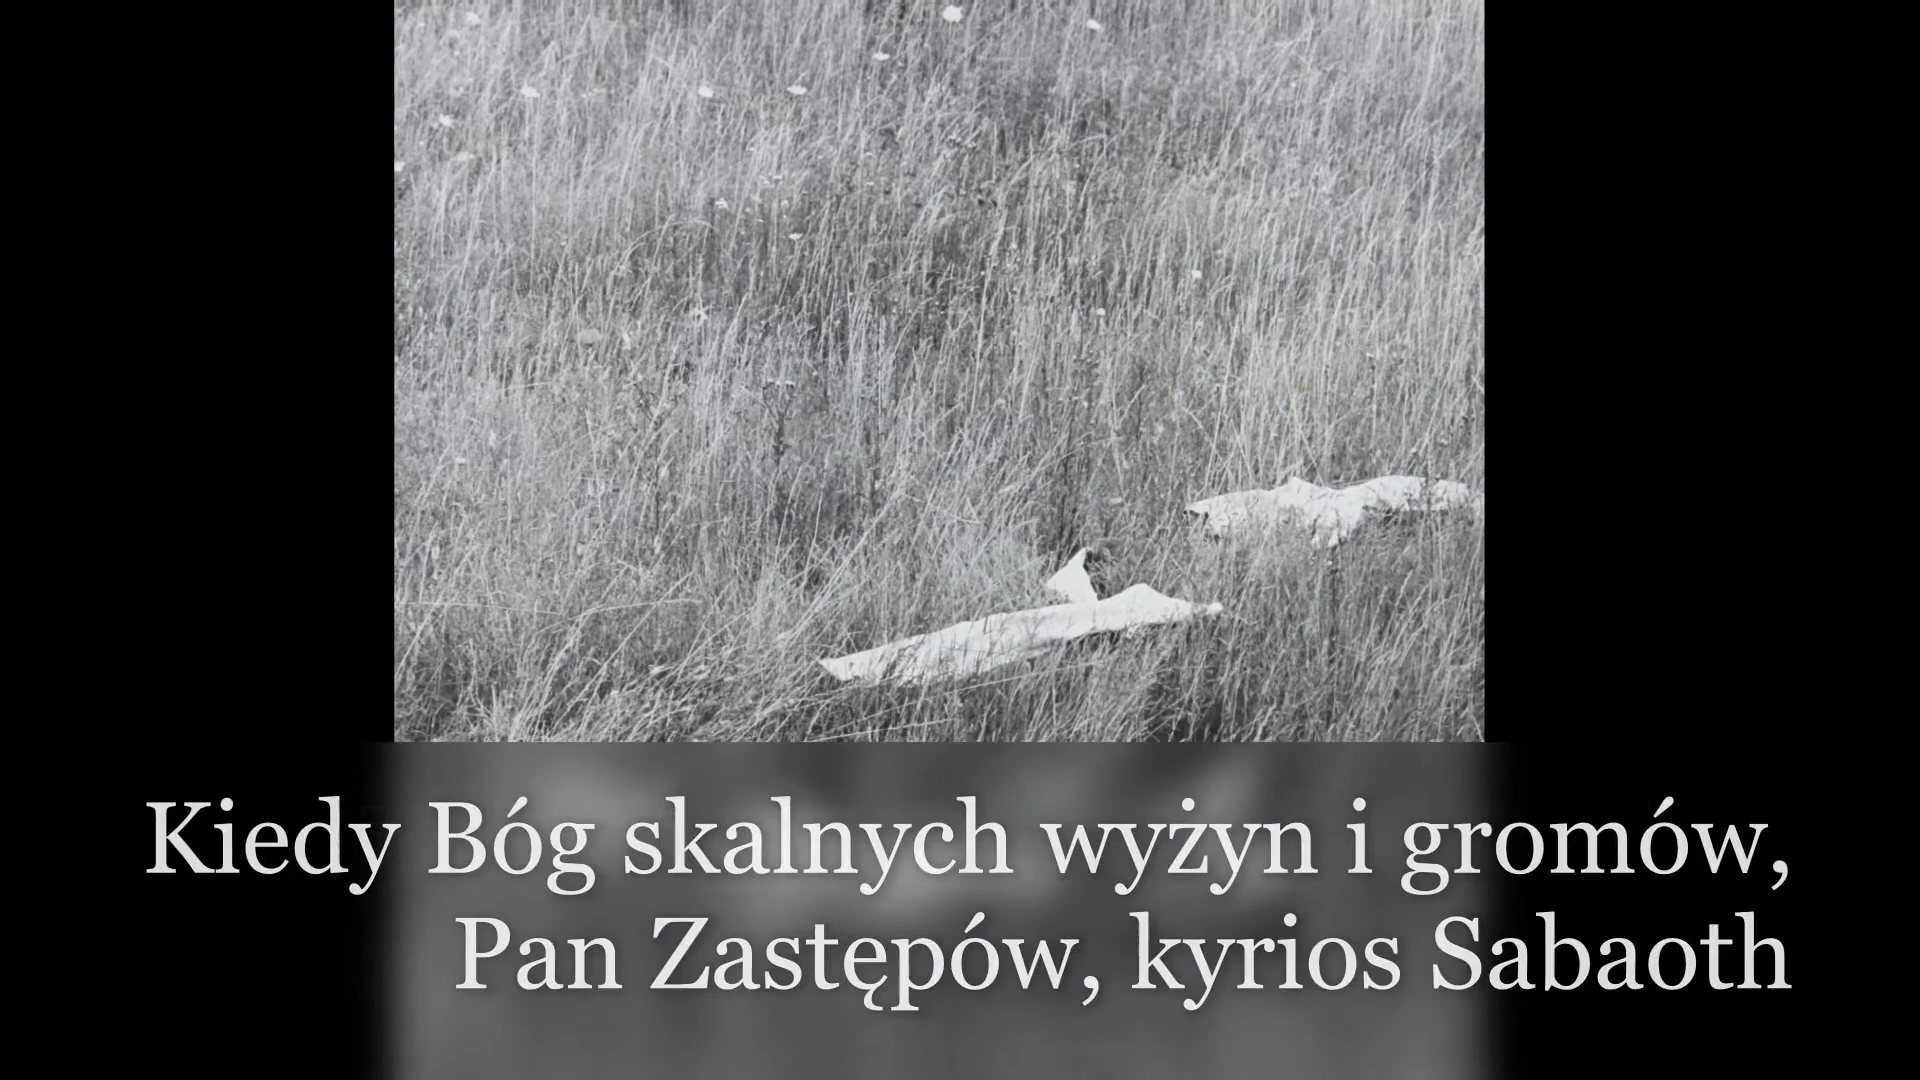 Kiedy Bóg skalnych wyżyn i gromów,
Pan Zastępów, kyrios Sabaoth